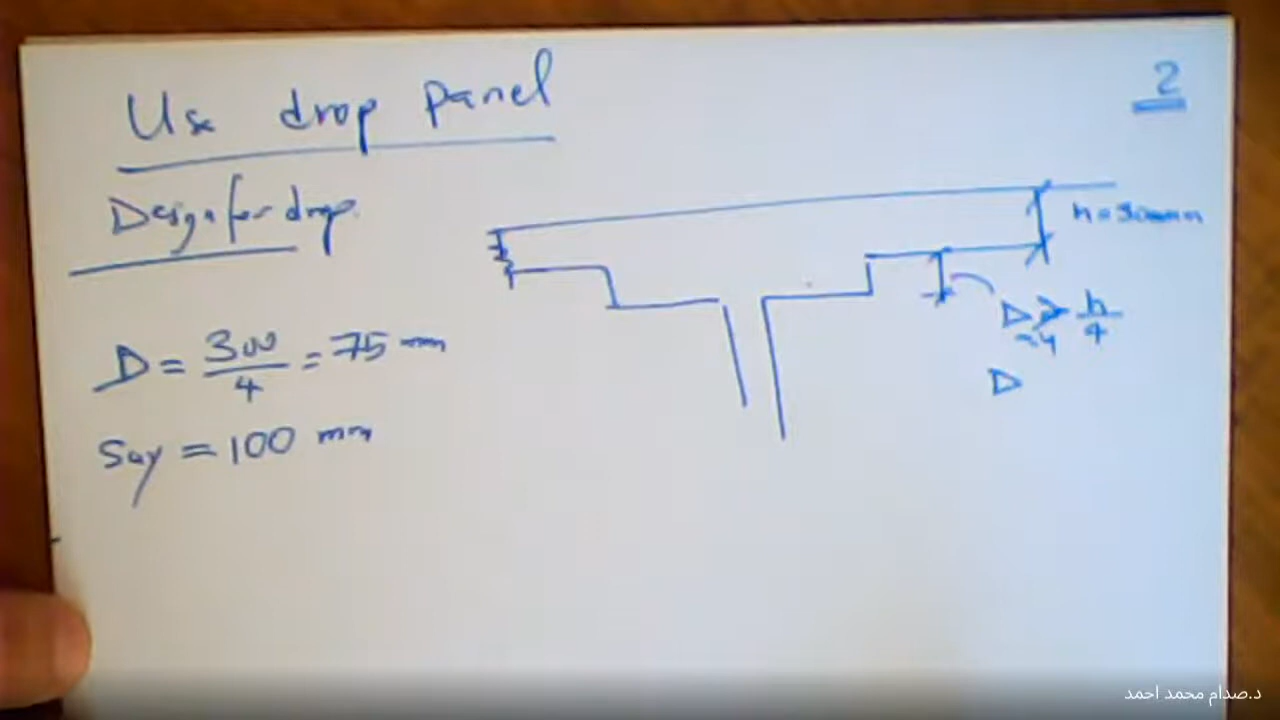 2
Use drop panel
Design for drop.
h = 300mm
D ≥ h/4
D
D = 300/4 = 75 mm
Say = 100 mm
د.صدام محمد احمد